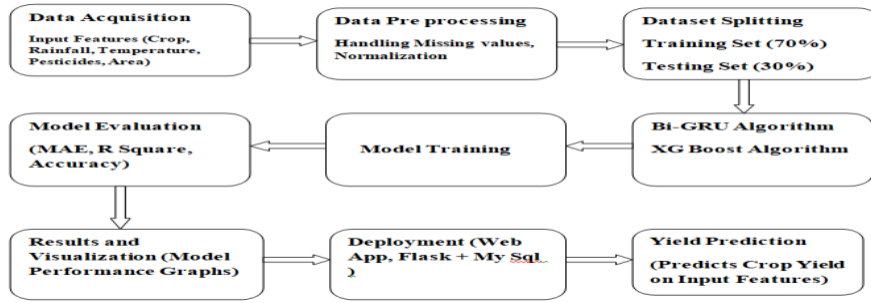 Data Acquisition
Input Features (Crop,
Rainfall, Temperature,
Pesticides, Area)
Data Pre processing
Handling Missing values,
Normalization
Dataset Splitting
Training Set (70%)
Testing Set (30%)
Bi-GRU Algorithm
XG Boost Algorithm
Model Training
Model Evaluation
(MAE, R Square,
Accuracy)
Results and
Visualization (Model
Performance Graphs)
Deployment (Web
App, Flask + My Sql
)
Yield Prediction
(Predicts Crop Yield
on Input Features)